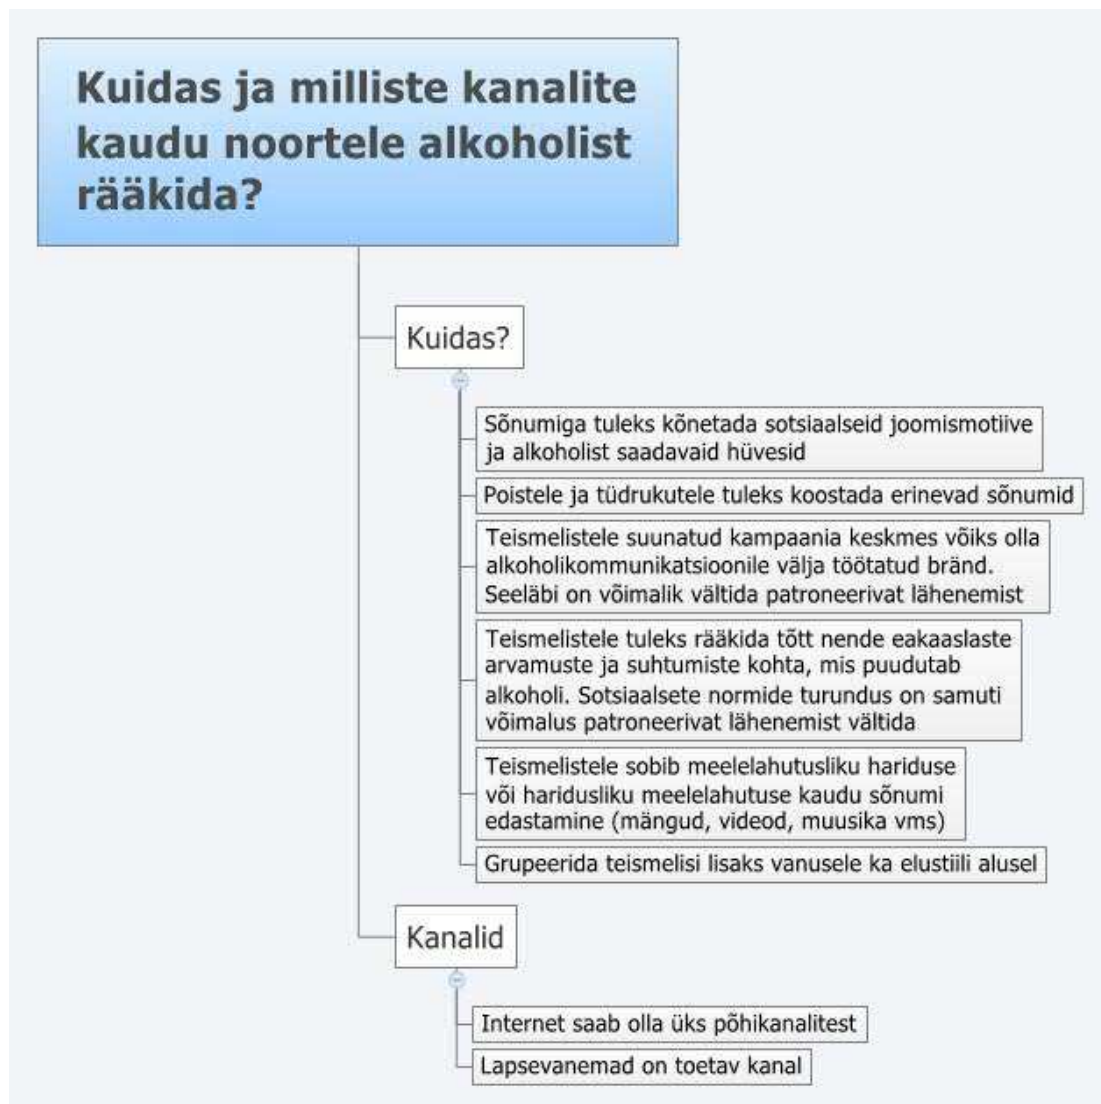 Kuidas ja milliste kanalite
kaudu noortele alkoholist
rääkida?
Kuidas?
Sõnumiga tuleks kõnetada sotsiaalseid joomismotiive
ja alkoholist saadavaid hüvesid
Poistele ja tüdrukutele tuleks koostada erinevad sõnumid
Teismelistele suunatud kampaania keskmes võiks olla
alkoholikommunikatsioonile välja töötatud bränd.
Seeläbi on võimalik vältida patroneerivat lähenemist
Teismelistele tuleks rääkida tõtt nende eakaaslaste
arvamuste ja suhtumiste kohta, mis puudutab
alkoholi. Sotsiaalsete normide turundus on samuti
võimalus patroneerivat lähenemist vältida
Teismelistele sobib meelelahutusliku hariduse
või haridusliku meelelahutuse kaudu sõnumi
edastamine (mängud, videod, muusika vms)
Grupeerida teismelisi lisaks vanusele ka elustiili alusel
Kanalid
Internet saab olla üks põhikanalitest
Lapsevanemad on toetav kanal